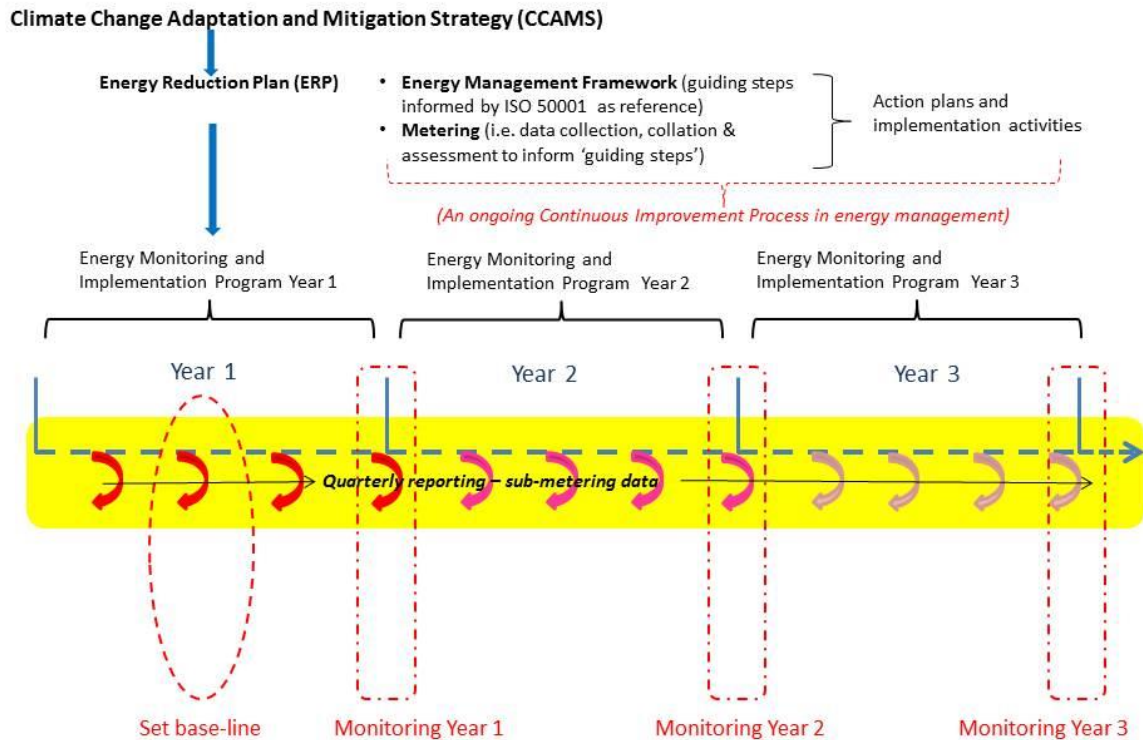 Climate Change Adaptation and Mitigation Strategy (CCAMS)
Energy Reduction Plan (ERP)
• Energy Management Framework (guiding steps
informed by ISO 50001 as reference)
• Metering (i.e. data collection, collation &
assessment to inform ‘guiding steps’)
Action plans and
implementation activities
(An ongoing Continuous Improvement Process in energy management)
Energy Monitoring and
Implementation Program Year 1
Energy Monitoring and
Implementation Program Year 2
Energy Monitoring and
Implementation Program Year 3
Year 1
Year 2
Year 3
Quarterly reporting – sub-metering data
Set base-line
Monitoring Year 1
Monitoring Year 2
Monitoring Year 3